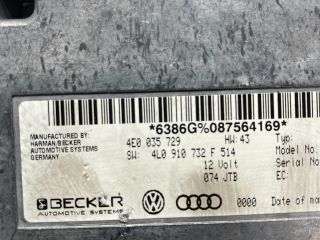 *6386G%087564169*
MANUFACTURED BY:
HARMAN/BECKER
AUTOMOTIVE SYSTEMS
GERMANY
4E0 035 729 HW: 43 Typ:
SW: 4L0 910 732 F 514 Model No.
12 Volt Serial No
074 JTB EC:
BECKER
AUTOMOTIVE SYSTEMS
0000 Date of ma